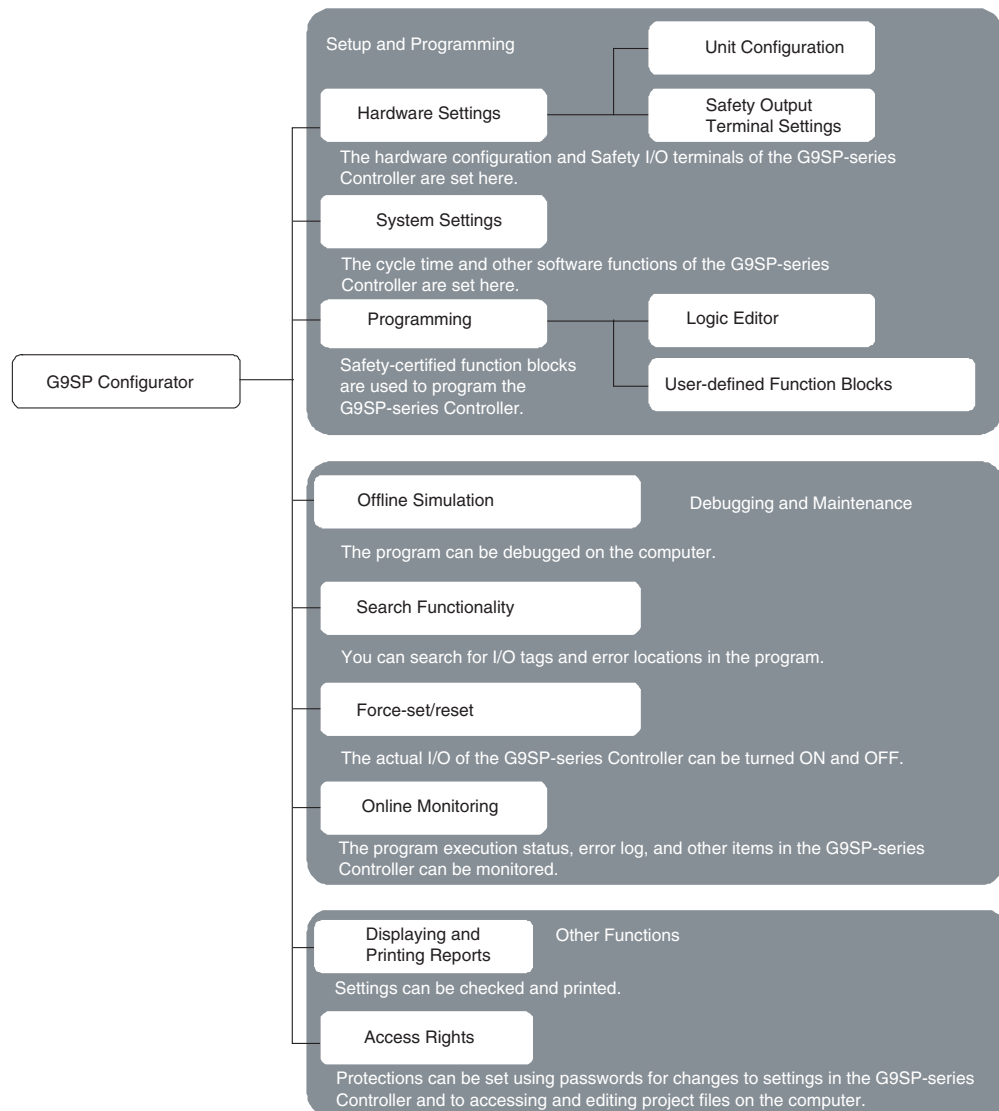 Setup and Programming
Unit Configuration
Hardware Settings
Safety Output
Terminal Settings
The hardware configuration and Safety I/O terminals of the G9SP-series
Controller are set here.
System Settings
The cycle time and other software functions of the G9SP-series
Controller are set here.
Programming
Logic Editor
G9SP Configurator
Safety-certified function blocks
are used to program the
G9SP-series Controller.
User-defined Function Blocks
Offline Simulation
Debugging and Maintenance
The program can be debugged on the computer.
Search Functionality
You can search for I/O tags and error locations in the program.
Force-set/reset
The actual I/O of the G9SP-series Controller can be turned ON and OFF.
Online Monitoring
The program execution status, error log, and other items in the G9SP-series
Controller can be monitored.
Displaying and
Printing Reports
Other Functions
Settings can be checked and printed.
Access Rights
Protections can be set using passwords for changes to settings in the G9SP-series
Controller and to accessing and editing project files on the computer.